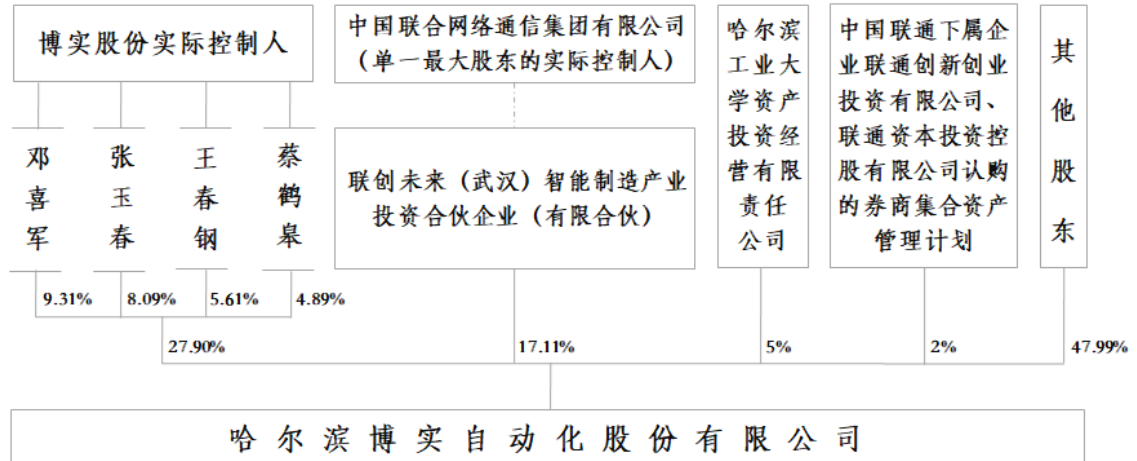 博实股份实际控制人
邓喜军
张玉春
王春钢
蔡鹤皋
9.31%
8.09%
5.61%
4.89%
27.90%
中国联合网络通信集团有限公司
（单一最大股东的实际控制人）
联创未来（武汉）智能制造产业
投资合伙企业（有限合伙）
17.11%
哈尔滨
工业大
学资产
投资经
营有限
责任
公司
5%
中国联通下属企
业联通创新创业
投资有限公司、
联通资本投资控
股有限公司认购
的券商集合资产
管理计划
2%
其他股东
47.99%
哈尔滨博实自动化股份有限公司